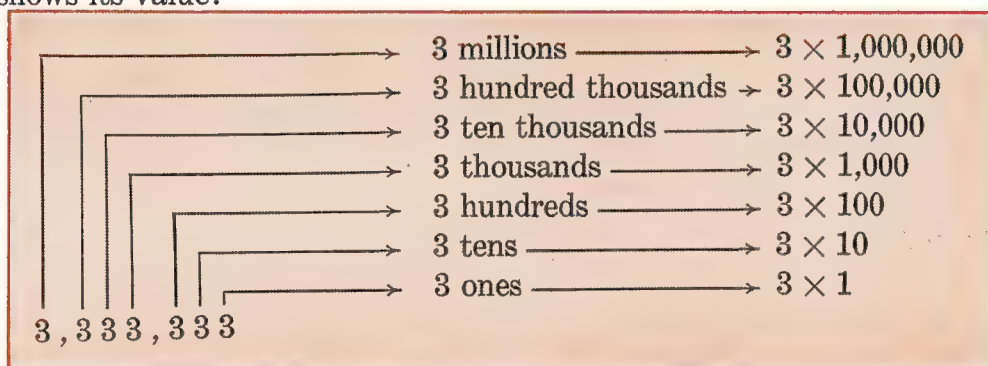 shows its value.
3 millions → 3 × 1,000,000
3 hundred thousands → 3 × 100,000
3 ten thousands → 3 × 10,000
3 thousands → 3 × 1,000
3 hundreds → 3 × 100
3 tens → 3 × 10
3 ones → 3 × 1
3,333,333